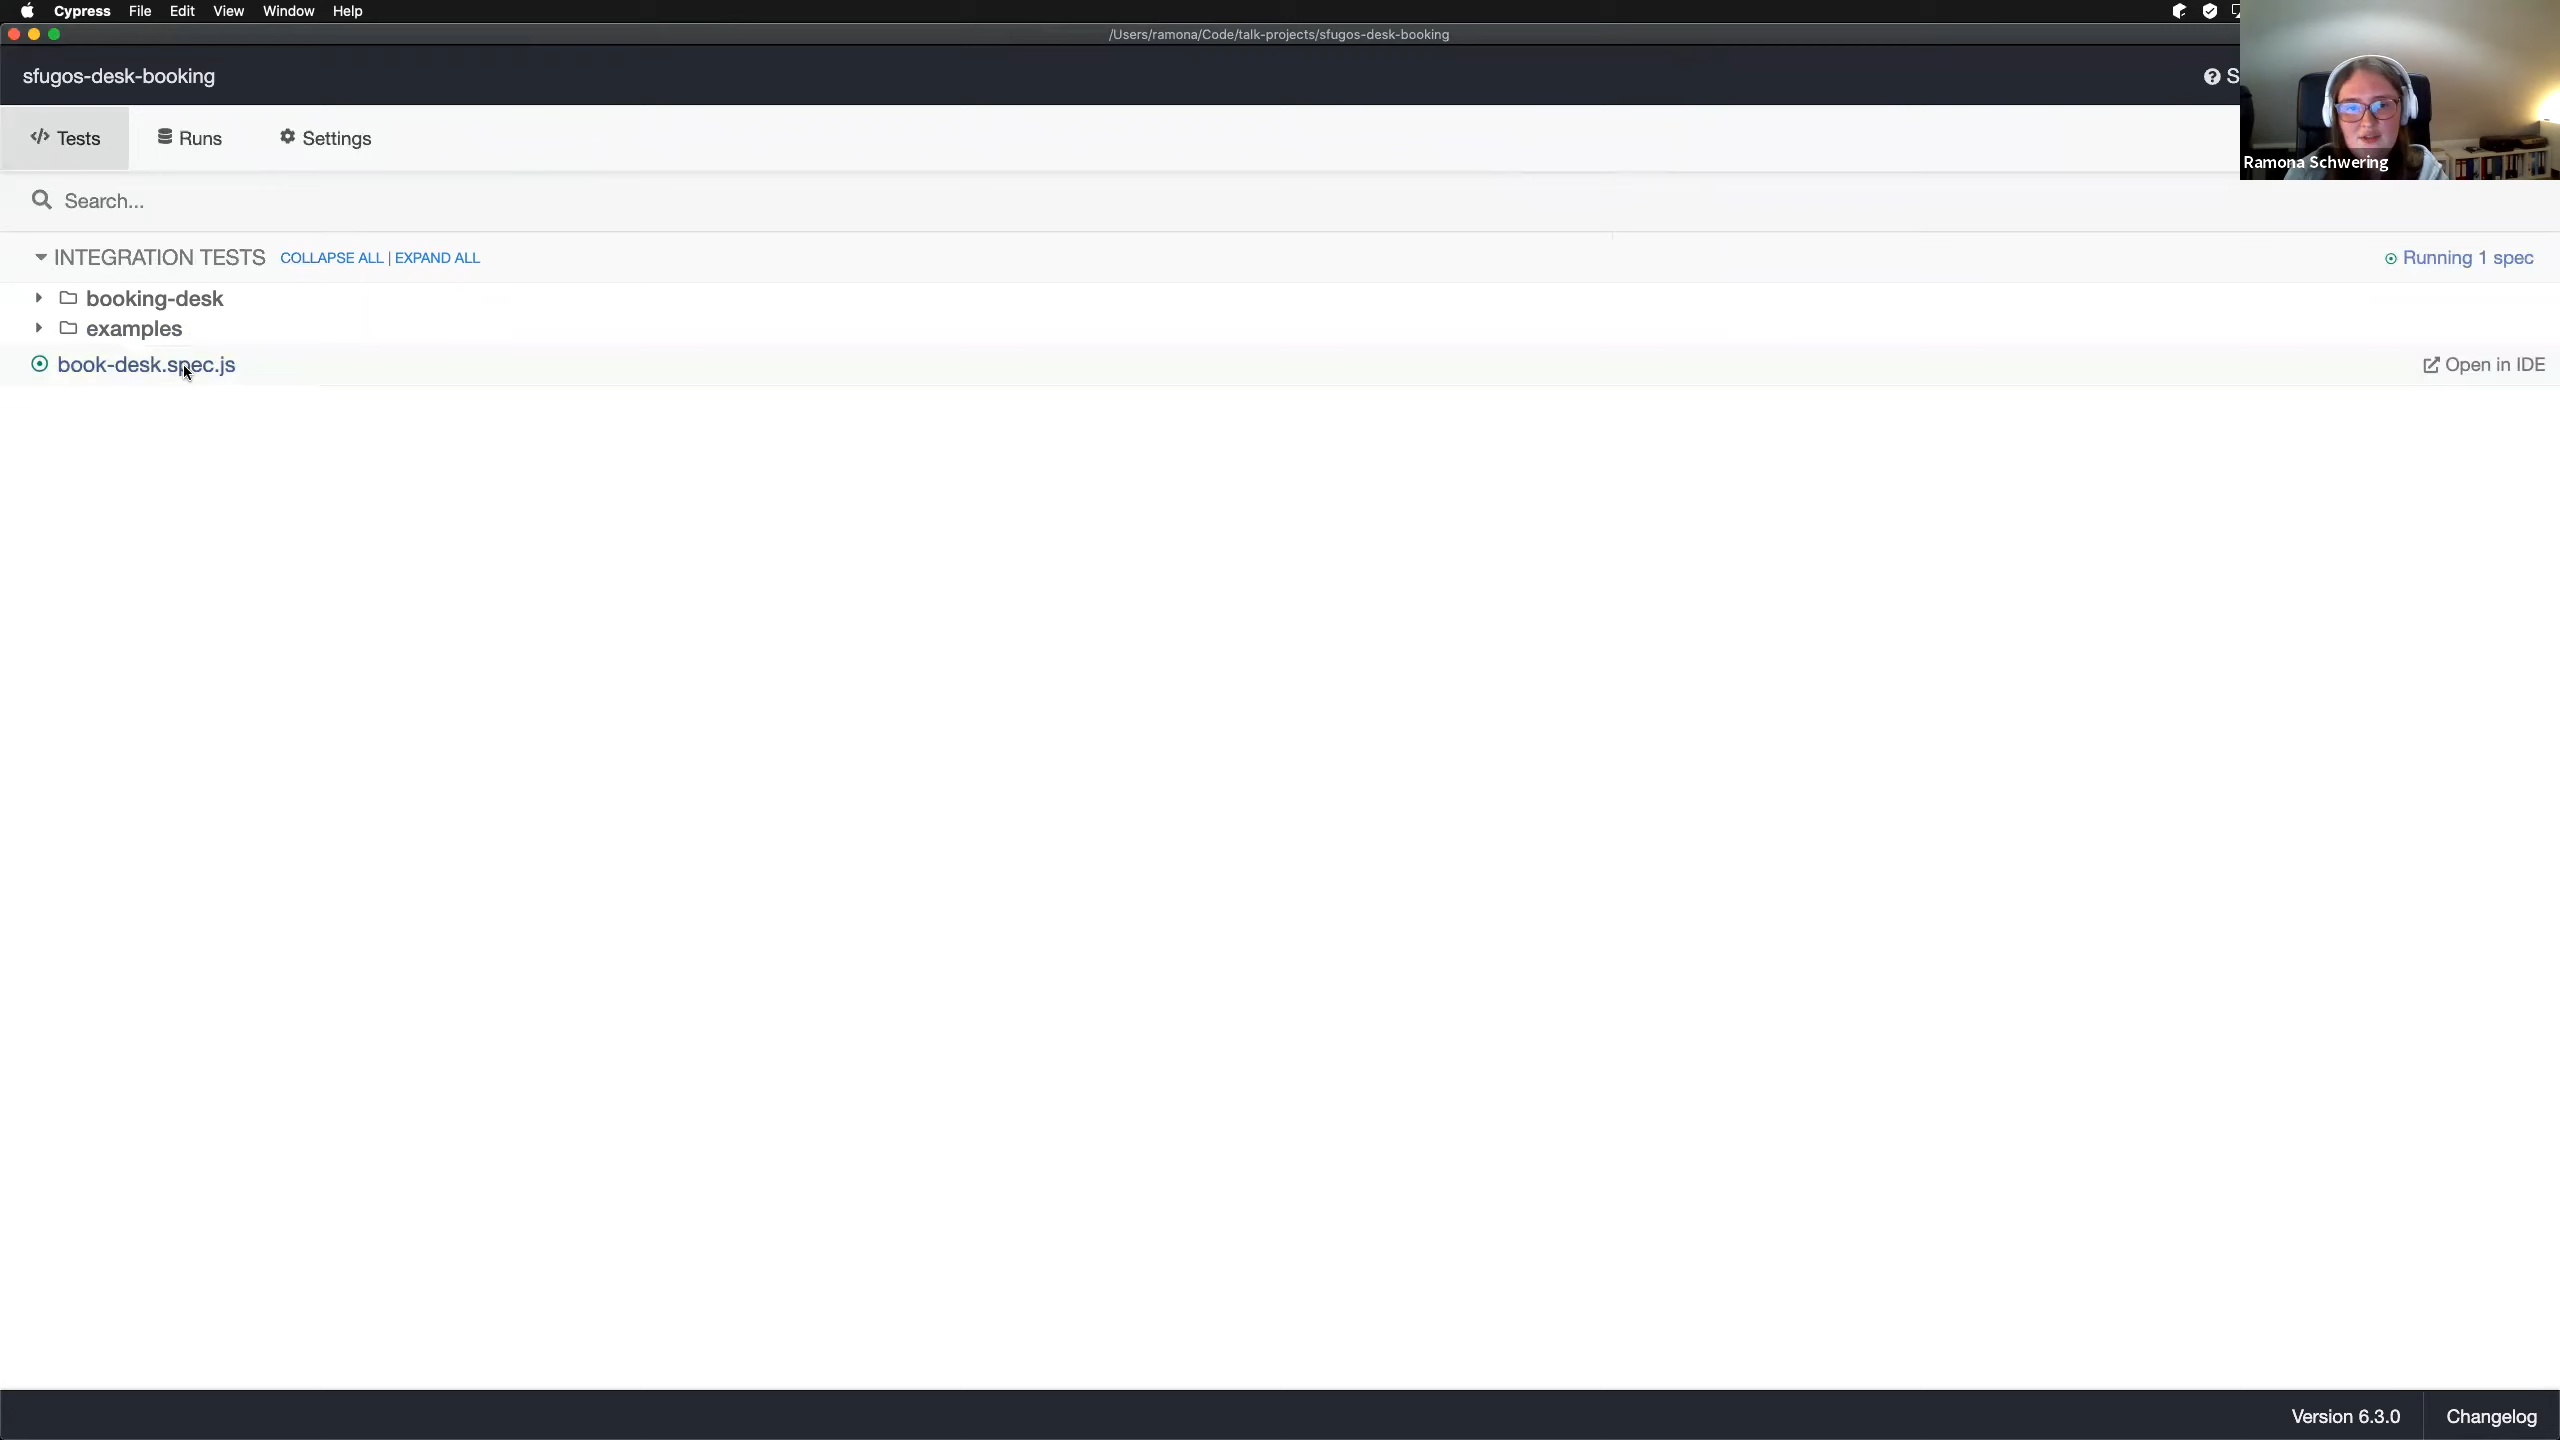 Cypress File Edit View Window Help
/Users/ramona/Code/talk-projects/sfugos-desk-booking
sfugos-desk-booking
S
Ramona Schwering
Tests Runs Settings
Search...
INTEGRATION TESTS COLLAPSE ALL | EXPAND ALL Running 1 spec
booking-desk
examples
book-desk.spec.js Open in IDE
Version 6.3.0 Changelog